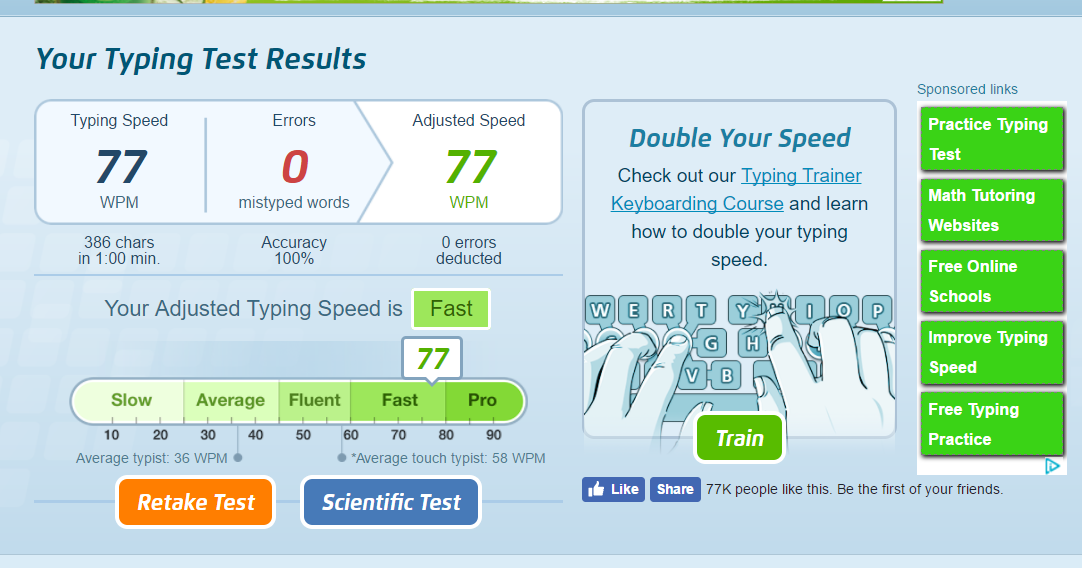 Your Typing Test Results
Typing Speed
77
WPM
Errors
0
mistyped words
Adjusted Speed
77
WPM
386 chars
in 1:00 min.
Accuracy
100%
0 errors
deducted
Your Adjusted Typing Speed is Fast
77
Slow Average Fluent Fast Pro
10 20 30 40 50 60 70 80 90
Average typist: 36 WPM
*Average touch typist: 58 WPM
Retake Test
Scientific Test
Double Your Speed
Check out our Typing Trainer
Keyboarding Course and learn
how to double your typing
speed.
W E R T Y I O P
G H
V B
Train
Like Share 77K people like this. Be the first of your friends.
Sponsored links
Practice Typing
Test
Math Tutoring
Websites
Free Online
Schools
Improve Typing
Speed
Free Typing
Practice